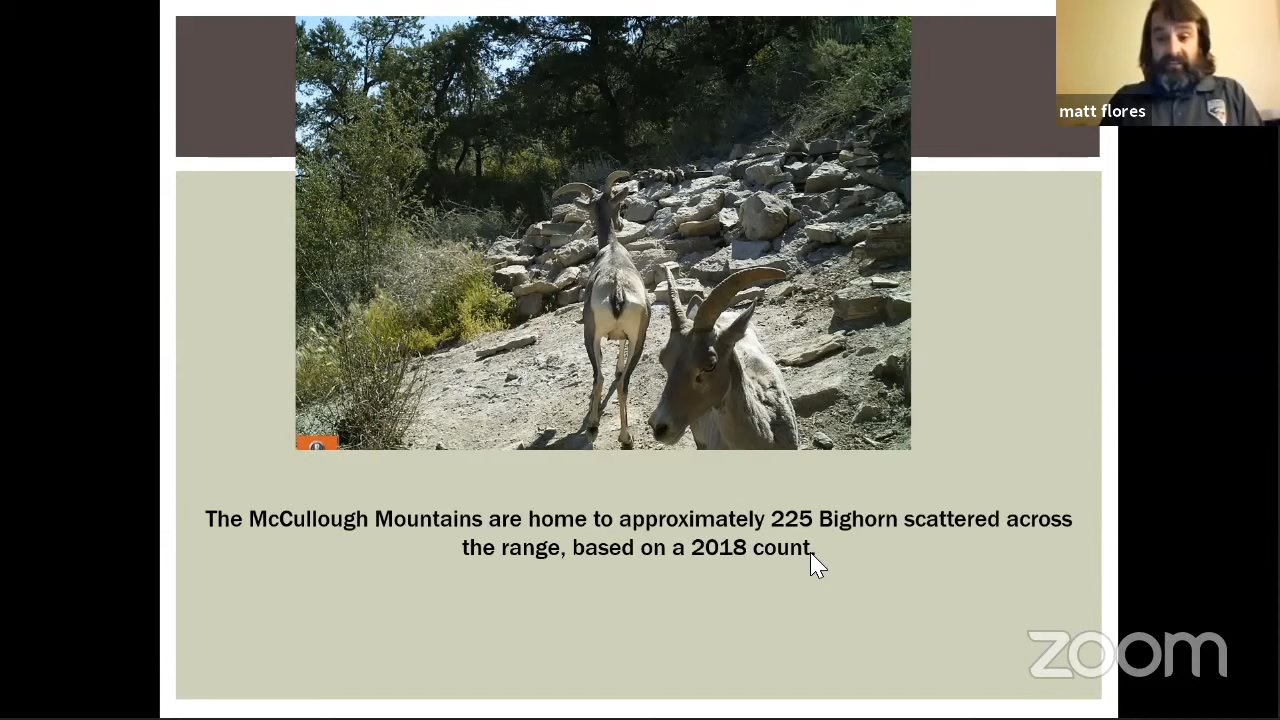 matt flores
The McCullough Mountains are home to approximately 225 Bighorn scattered across
the range, based on a 2018 count.
zoom